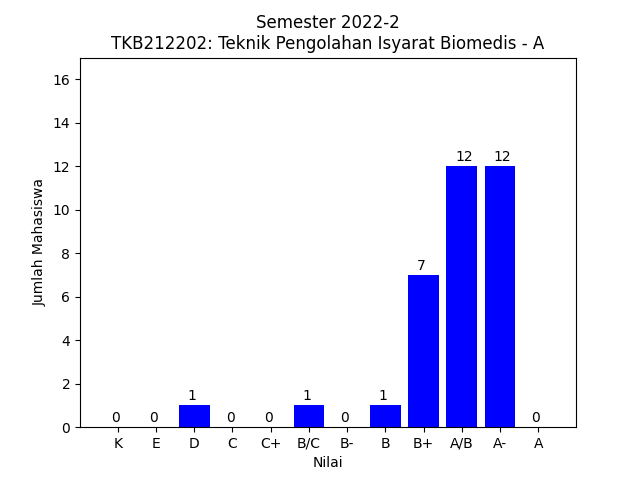 Semester 2022-2
TKB212202: Teknik Pengolahan Isyarat Biomedis - A
16
14
12
10
8
6
4
2
0
Jumlah Mahasiswa
0 0 1 0 0 1 0 1 7 12 12 0
K E D C C+ B/C B- B B+ A/B A- A
Nilai